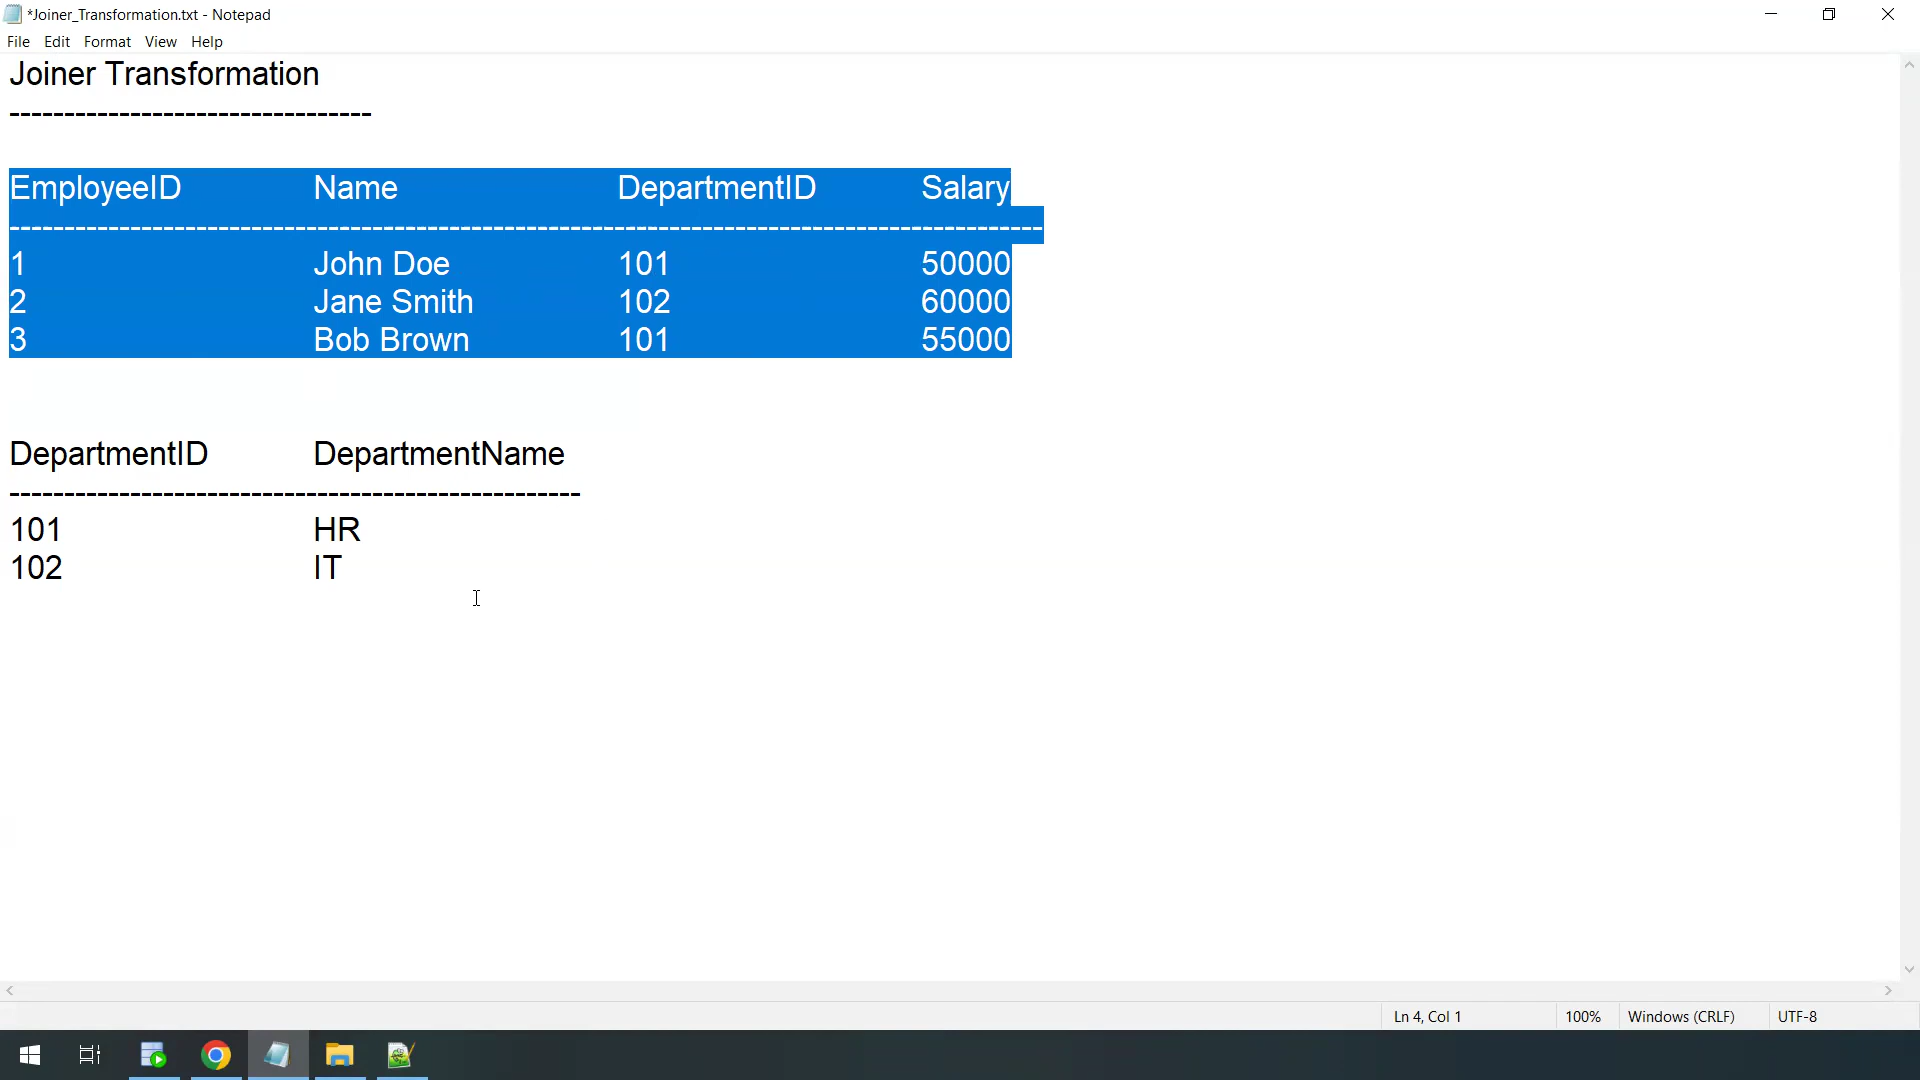 *Joiner_Transformation.txt - Notepad
File Edit Format View Help
Joiner Transformation
---------------------------------
EmployeeID Name DepartmentID Salary
----------------------------------------------------------------------------------------------
1 John Doe 101 50000
2 Jane Smith 102 60000
3 Bob Brown 101 55000
DepartmentID DepartmentName
----------------------------------------------------
101 HR
102 IT
Ln 4, Col 1 100% Windows (CRLF) UTF-8